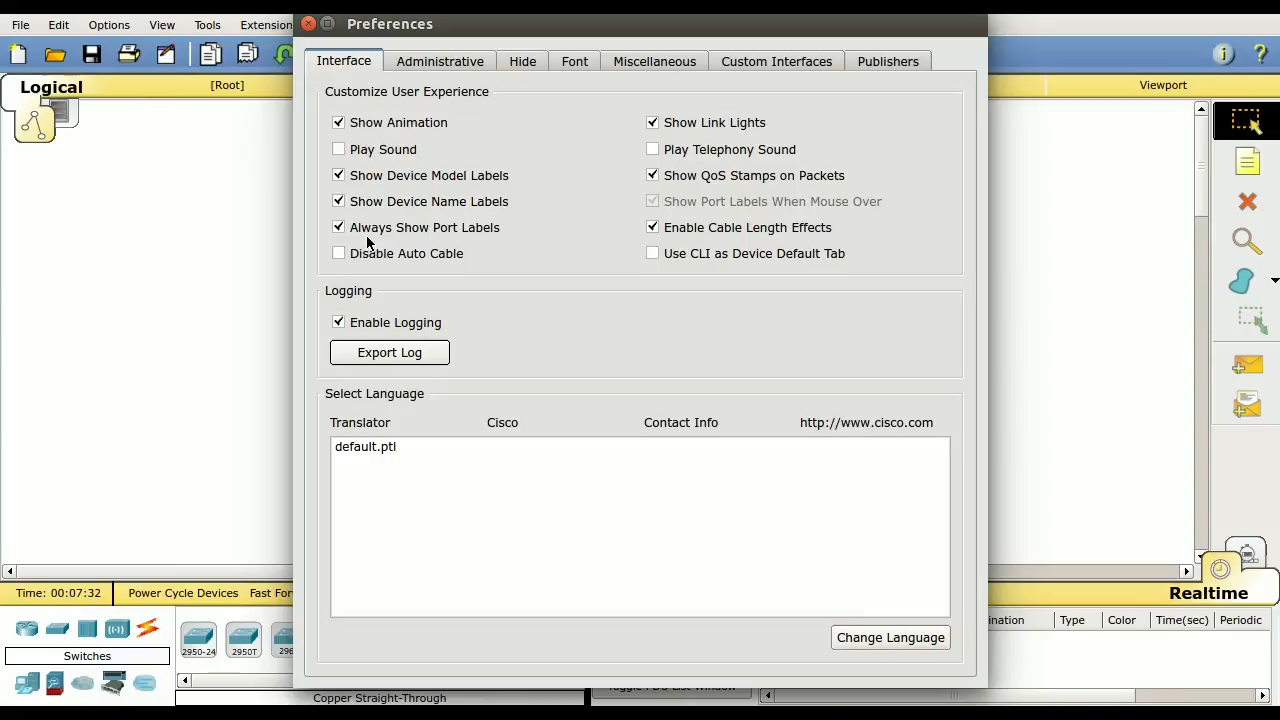 Preferences
File Edit Options View Tools Extension
Interface Administrative Hide Font Miscellaneous Custom Interfaces Publishers
Logical [Root] Viewport
Customize User Experience
Show Animation Show Link Lights
Play Sound Play Telephony Sound
Show Device Model Labels Show QoS Stamps on Packets
Show Device Name Labels Show Port Labels When Mouse Over
Always Show Port Labels Enable Cable Length Effects
Disable Auto Cable Use CLI as Device Default Tab
Logging
Enable Logging
Export Log
Select Language
Translator Cisco Contact Info http://www.cisco.com
default.ptl
Change Language
Time: 00:07:32 Power Cycle Devices Fast For Realtime
ination Type Color Time(sec) Periodic
2950-24 2950T 296
Switches
Copper Straight-Through